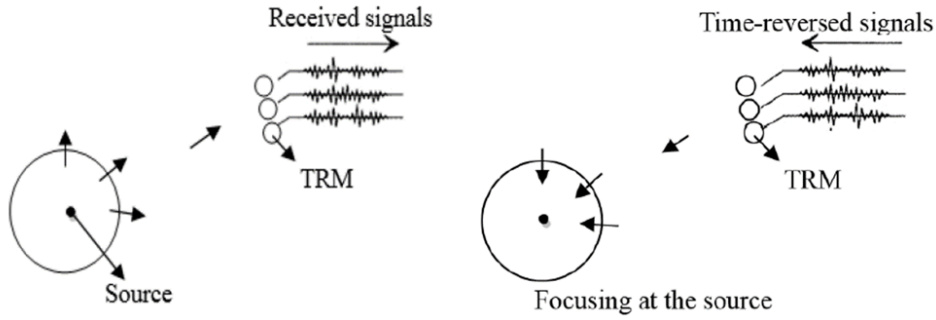 Received signals
TRM
Source
Time-reversed signals
TRM
Focusing at the source